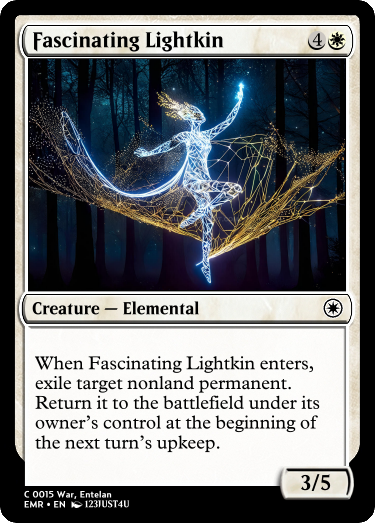 Fascinating Lightkin 4
Creature — Elemental
When Fascinating Lightkin enters,
exile target nonland permanent.
Return it to the battlefield under its
owner's control at the beginning of
the next turn's upkeep.
3/5
C 0015 War, Entelan
EMR • EN 123JUST4U